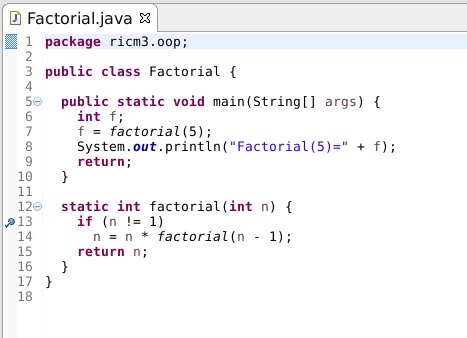 Factorial.java
1 package ricm3.oop;
2
3 public class Factorial {
4
5 public static void main(String[] args) {
6 int f;
7 f = factorial(5);
8 System.out.println("Factorial(5)=" + f);
9 return;
10 }
11
12 static int factorial(int n) {
13 if (n != 1)
14 n = n * factorial(n - 1);
15 return n;
16 }
17 }
18